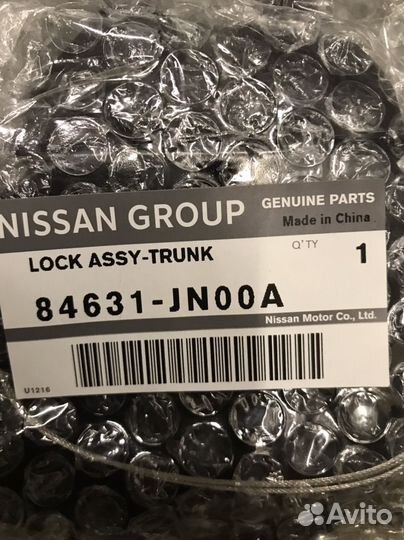 NISSAN GROUP
GENUINE PARTS
Made in China
LOCK ASSY-TRUNK
Q'TY 1
84631-JN00A
Nissan Motor Co., Ltd.
U1216
Avito